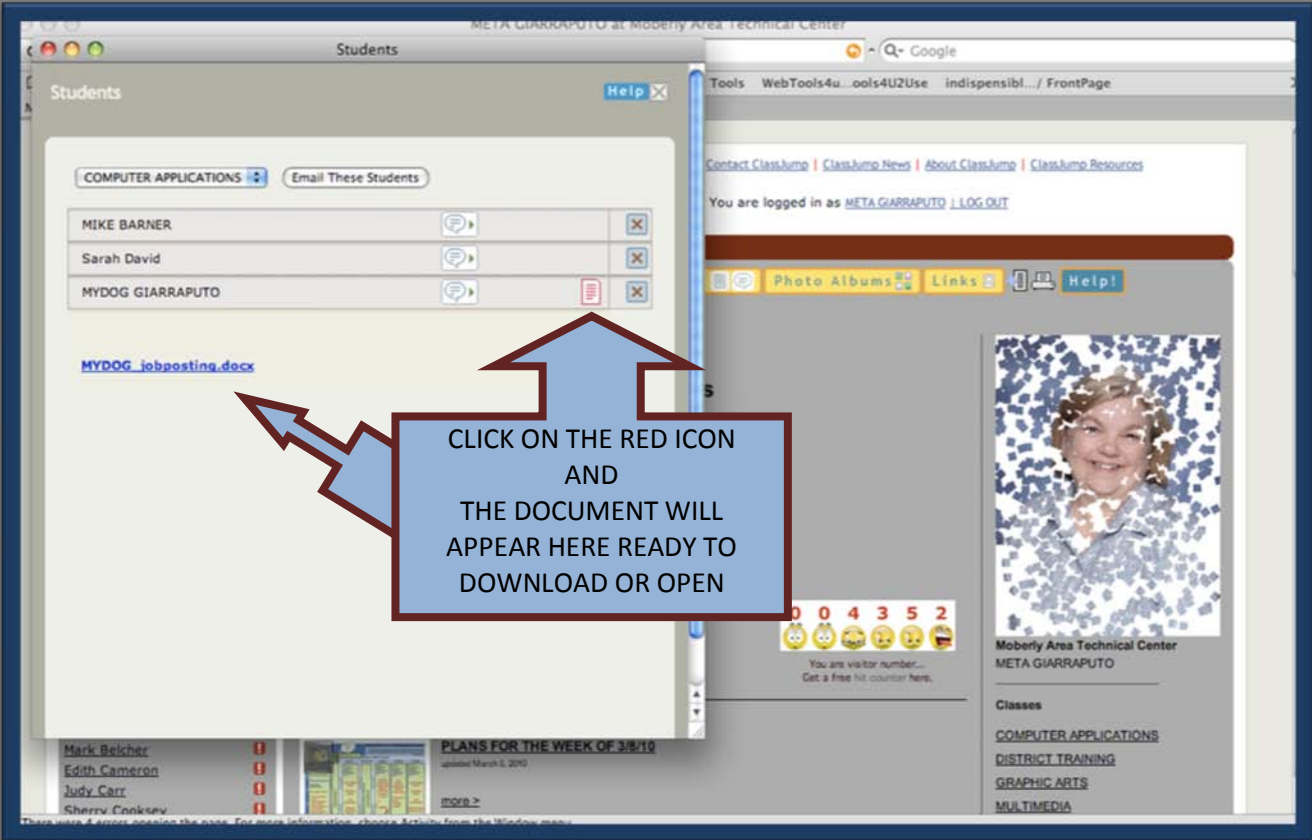 META GIARRAPUTO at Moberly Area Technical Center
Students
Google
Tools WebTools4u...ools4U2Use indispensibl.../ FrontPage
Students
Help
COMPUTER APPLICATIONS
Email These Students
MIKE BARNER
Sarah David
MYDOG GIARRAPUTO
MYDOG_jobposting.docx
CLICK ON THE RED ICON
AND
THE DOCUMENT WILL
APPEAR HERE READY TO
DOWNLOAD OR OPEN
Contact ClassJump | ClassJump News | About ClassJump | ClassJump Resources
You are logged in as META GIARRAPUTO | LOG OUT
Photo Albums Links Help!
s
0 0 4 3 5 2
You are visitor number...
Get a free hit counter here.
Moberly Area Technical Center
META GIARRAPUTO
Classes
COMPUTER APPLICATIONS
DISTRICT TRAINING
GRAPHIC ARTS
MULTIMEDIA
Mark Belcher
Edith Cameron
Judy Carr
Sherry Cooksey
PLANS FOR THE WEEK OF 3/8/10
updated March 5, 2010
more >
There were 4 errors opening the page. For more information, choose Activity from the Window menu